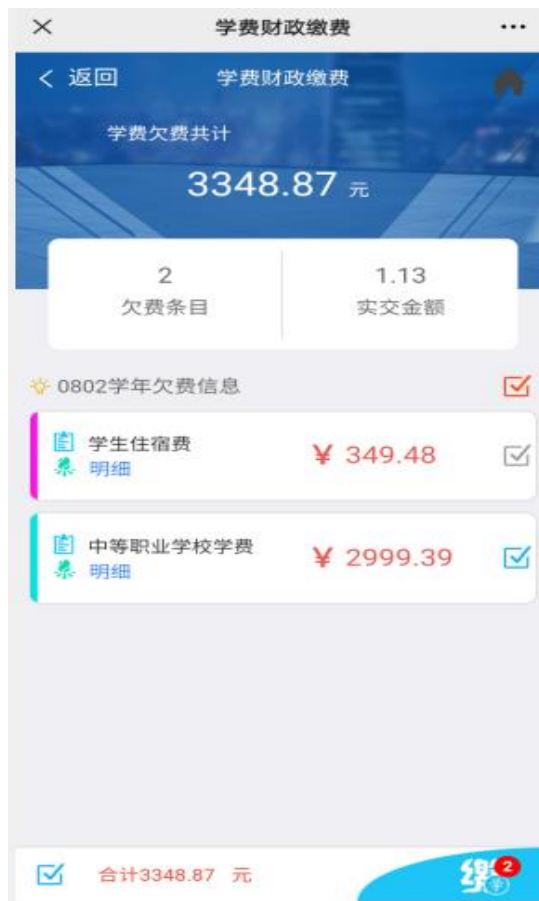 学费财政缴费
返回 学费财政缴费
学费欠费共计
3348.87 元
2 1.13
欠费条目 实交金额
0802学年欠费信息
学生住宿费 ¥ 349.48
明细
中等职业学校学费 ¥ 2999.39
明细
合计3348.87 元 缴 2
学